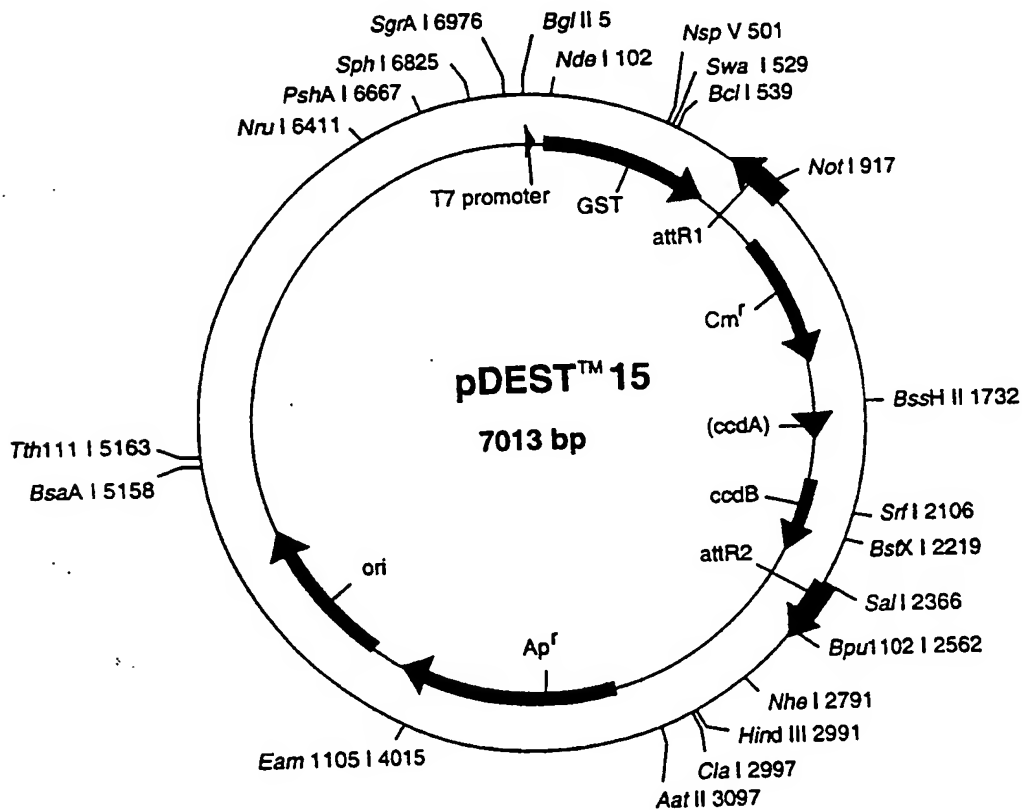 SgrA I 6976
Bgl II 5
Nsp V 501
Sph I 6825
Nde I 102
Swa I 529
PshA I 6667
Bcl I 539
Nru I 6411
Not I 917
T7 promoter
GST
attR1
Cmʳ
pDEST™ 15
7013 bp
BssH II 1732
(ccdA)
Tth111 I 5163
BsaA I 5158
ccdB
Srf I 2106
BstX I 2219
attR2
ori
Sal I 2366
Bpu1102 I 2562
Apʳ
Nhe I 2791
Hind III 2991
Eam 1105 I 4015
Cla I 2997
Aat II 3097